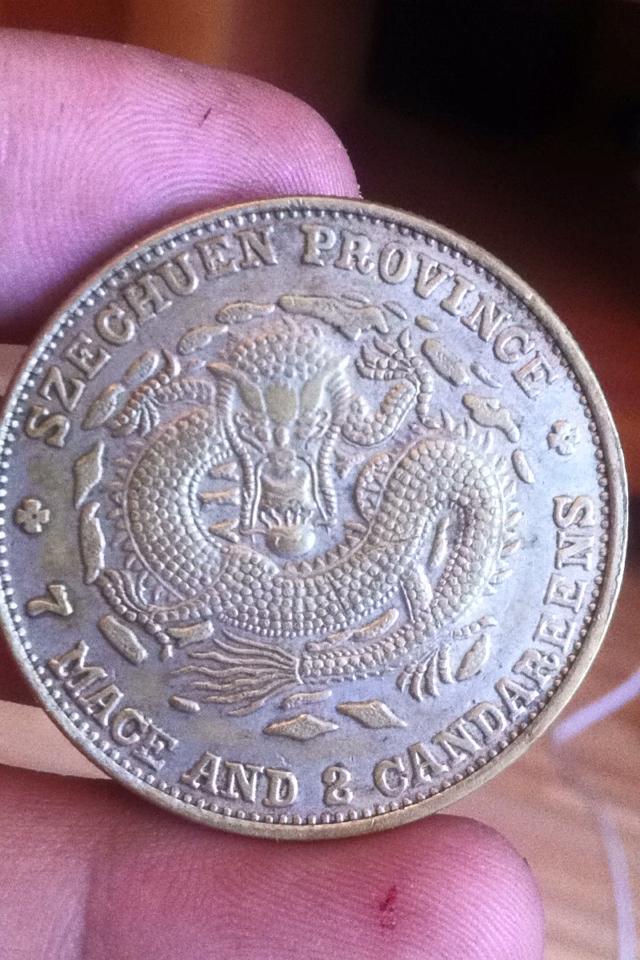 SZECHUEN PROVINCE
7 MACE AND 2 CANDAREENS